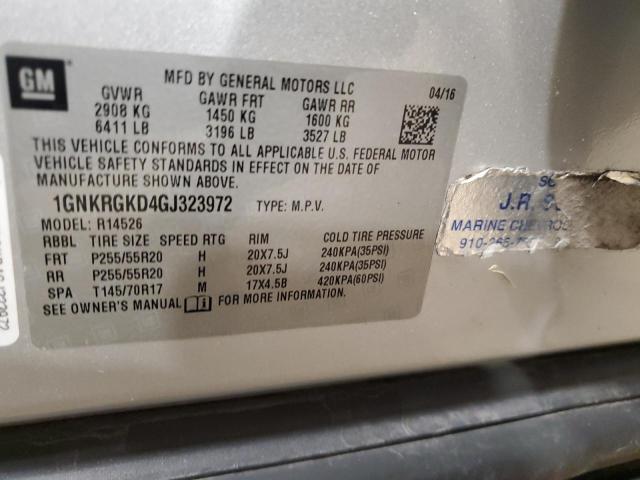 GM
MFD BY GENERAL MOTORS LLC
04/16
GVWR GAWR FRT GAWR RR
2908 KG 1450 KG 1600 KG
6411 LB 3196 LB 3527 LB
THIS VEHICLE CONFORMS TO ALL APPLICABLE U.S. FEDERAL MOTOR
VEHICLE SAFETY STANDARDS IN EFFECT ON THE DATE OF
MANUFACTURE SHOWN ABOVE.
1GNKRGKD4GJ323972 TYPE: M.P.V.
MODEL: R14526
RBBL TIRE SIZE SPEED RTG RIM COLD TIRE PRESSURE
FRT P255/55R20 H 20X7.5J 240KPA(35PSI)
RR P255/55R20 H 20X7.5J 240KPA(35PSI)
SPA T145/70R17 M 17X4.5B 420KPA(60PSI)
SEE OWNER'S MANUAL FOR MORE INFORMATION.
J.R.
MARINE